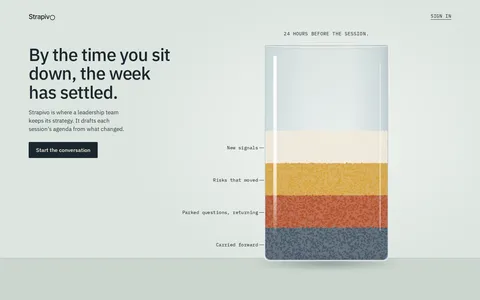 Strapivo
SIGN IN
24 HOURS BEFORE THE SESSION.
By the time you sit
down, the week
has settled.
Strapivo is where a leadership team
keeps its strategy. It drafts each
session's agenda from what changed.
Start the conversation
New signals
Risks that moved
Parked questions, returning
Carried forward